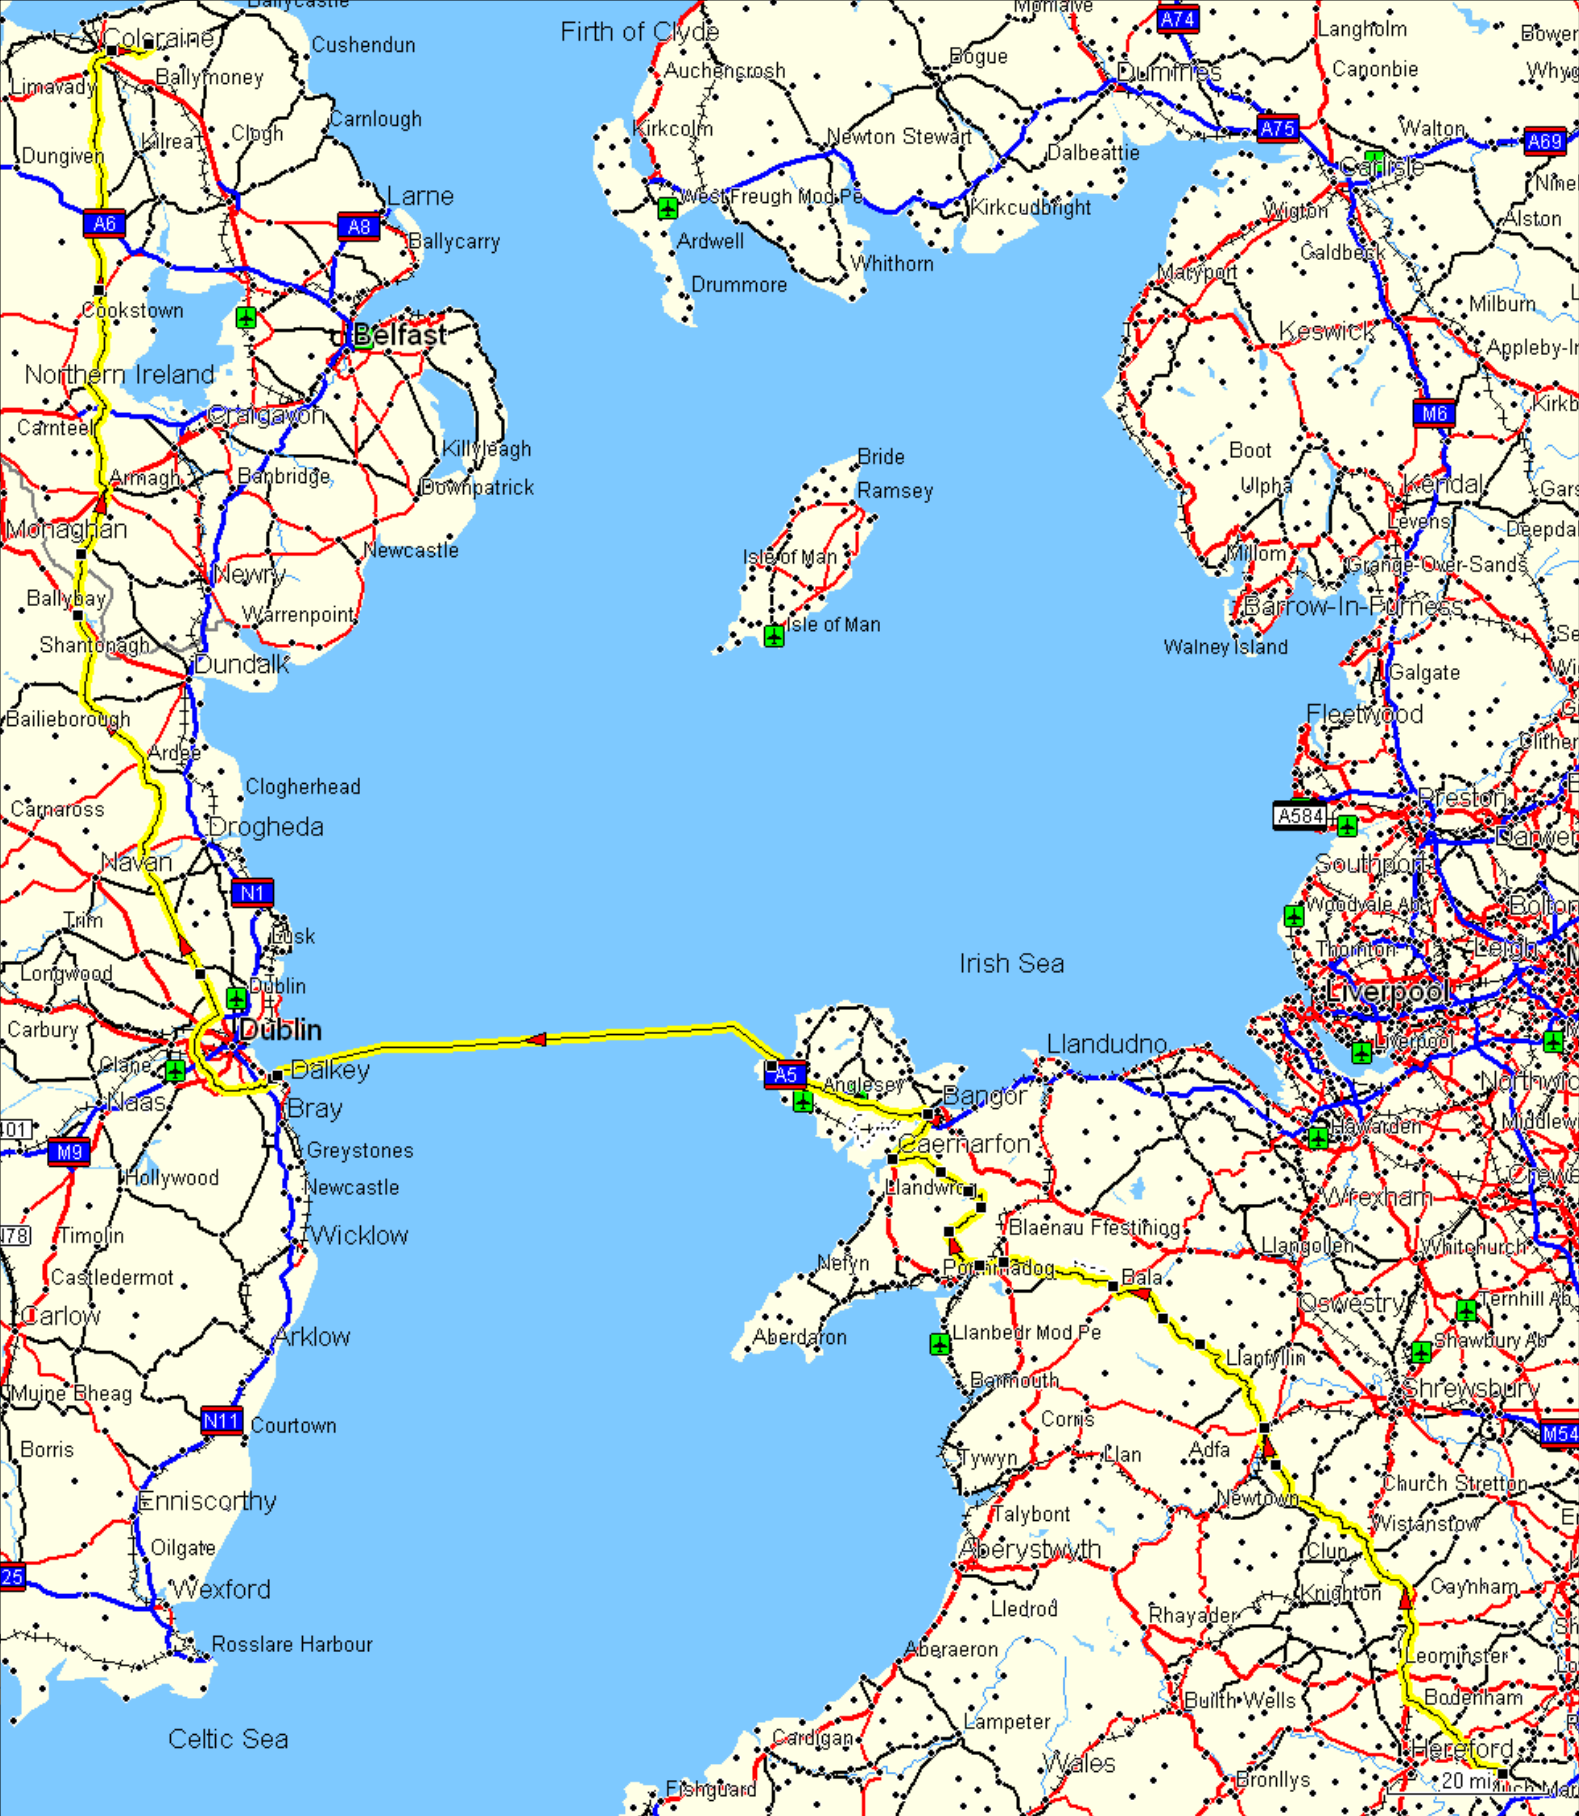 Ballycastle
Coleraine
Cushendun
Limavady
Ballymoney
Carnlough
Kilrea
Clogh
Dungiven
Larne
A6
A8
Ballycarry
Cookstown
Belfast
Northern Ireland
Craigavon
Carnteel
Killyleagh
Armagh
Banbridge
Downpatrick
Monaghan
Newcastle
Newry
Ballybay
Warrenpoint
Shantonagh
Dundalk
Bailieborough
Ardee
Clogherhead
Carnaross
Drogheda
Navan
N1
Trim
Lusk
Longwood
Dublin
Carbury
Dublin
Clane
Dalkey
Naas
Bray
M9
Greystones
Hollywood
Newcastle
Timolin
Wicklow
Castledermot
Carlow
Arklow
Muine Bheag
N11
Courtown
Borris
Enniscorthy
Oilgate
25
Wexford
Rosslare Harbour
Celtic Sea
Firth of Clyde
Moniaive
A74
Langholm
Auchencrosh
Bogue
Dumfries
Canonbie
Kirkcolm
Newton Stewart
A75
Walton
A69
Dalbeattie
Carlisle
West Freugh Mod Pe
Kirkcudbright
Wigton
Alston
Ardwell
Whithorn
Caldbeck
Drummore
Maryport
Milburn
Keswick
M6
Bride
Boot
Ramsey
Ulpha
Kendal
Levens
Isle of Man
Millom
Grange-Over-Sands
Barrow-In-Furness
Isle of Man
Walney Island
Galgate
Fleetwood
Preston
A584
Southport
Woodvale Ab
Bolton
Thornton
Leigh
Irish Sea
Liverpool
Liverpool
Llandudno
A5
Anglesey
Bangor
Hawarden
Caernarfon
Llandwrog
Wrexham
Blaenau Ffestiniog
Llangollen
Whitchurch
Nefyn
Porthmadog
Bala
Oswestry
Ternhill Ab
Aberdaron
Llanbedr Mod Pe
Shawbury Ab
Llanfyllin
Barmouth
Shrewsbury
Corris
M54
Tywyn
Llan
Adfa
Church Stretton
Newtown
Talybont
Wistanstow
Aberystwyth
Clun
Knighton
Caynham
Lledrod
Rhayader
Aberaeron
Leominster
Builth Wells
Bodenham
Lampeter
Cardigan
Wales
Hereford
Fishguard
Bronllys
20 mi